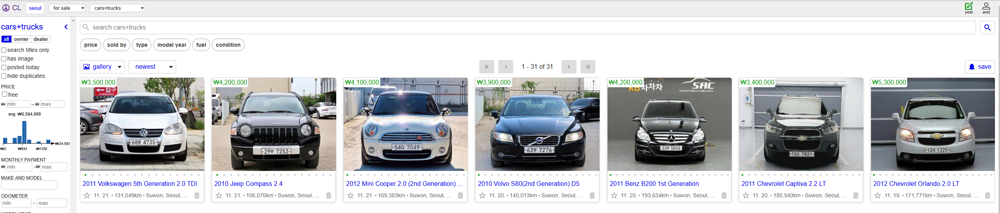 CL
seoul
for sale
cars+trucks
post
acct
cars+trucks
all owner dealer
search titles only
has image
posted today
hide duplicates
PRICE
free
₩ min – ₩ max
avg: ₩5,564,000
₩34.5M
₩0 ₩5M ₩10M
MONTHLY PAYMENT
₩ min -₩ max
MAKE AND MODEL
ODOMETER
min - max
search cars+trucks
price sold by type model year fuel condition
gallery newest
1 - 31 of 31
save
₩3,500,000
입구
68로 4735
2011 Volkswagen 5th Generation 2.0 TDI
11. 21. • 131,049km • Suwon, Seoul, ...
₩4,200,000
29부 7253
2010 Jeep Compass 2.4
11. 21. • 106,076km • Suwon, Seoul, ...
₩4,100,000
54더 7049
2012 Mini Cooper 2.0 (2nd Generation) ...
11. 21. • 169,383km • Suwon, Seoul, ...
₩3,900,000
63부 7276
2010 Volvo S80(2nd Generation) D5
11. 20. • 140,013km • Suwon, Seoul, ...
₩4,200,000
KB차차차
SAC
Suwon Auto Collection
53루 5854
2011 Benz B200 1st Generation
11. 20. • 193,634km • Suwon, Seoul, ...
₩3,400,000
15도 7821
2011 Chevrolet Captiva 2.2 LT
11. 20. • 180,940km • Suwon, Seoul, ...
₩5,300,000
13저 1325
2012 Chevrolet Orlando 2.0 LT
11. 19. • 171,771km • Suwon, Seoul, ...